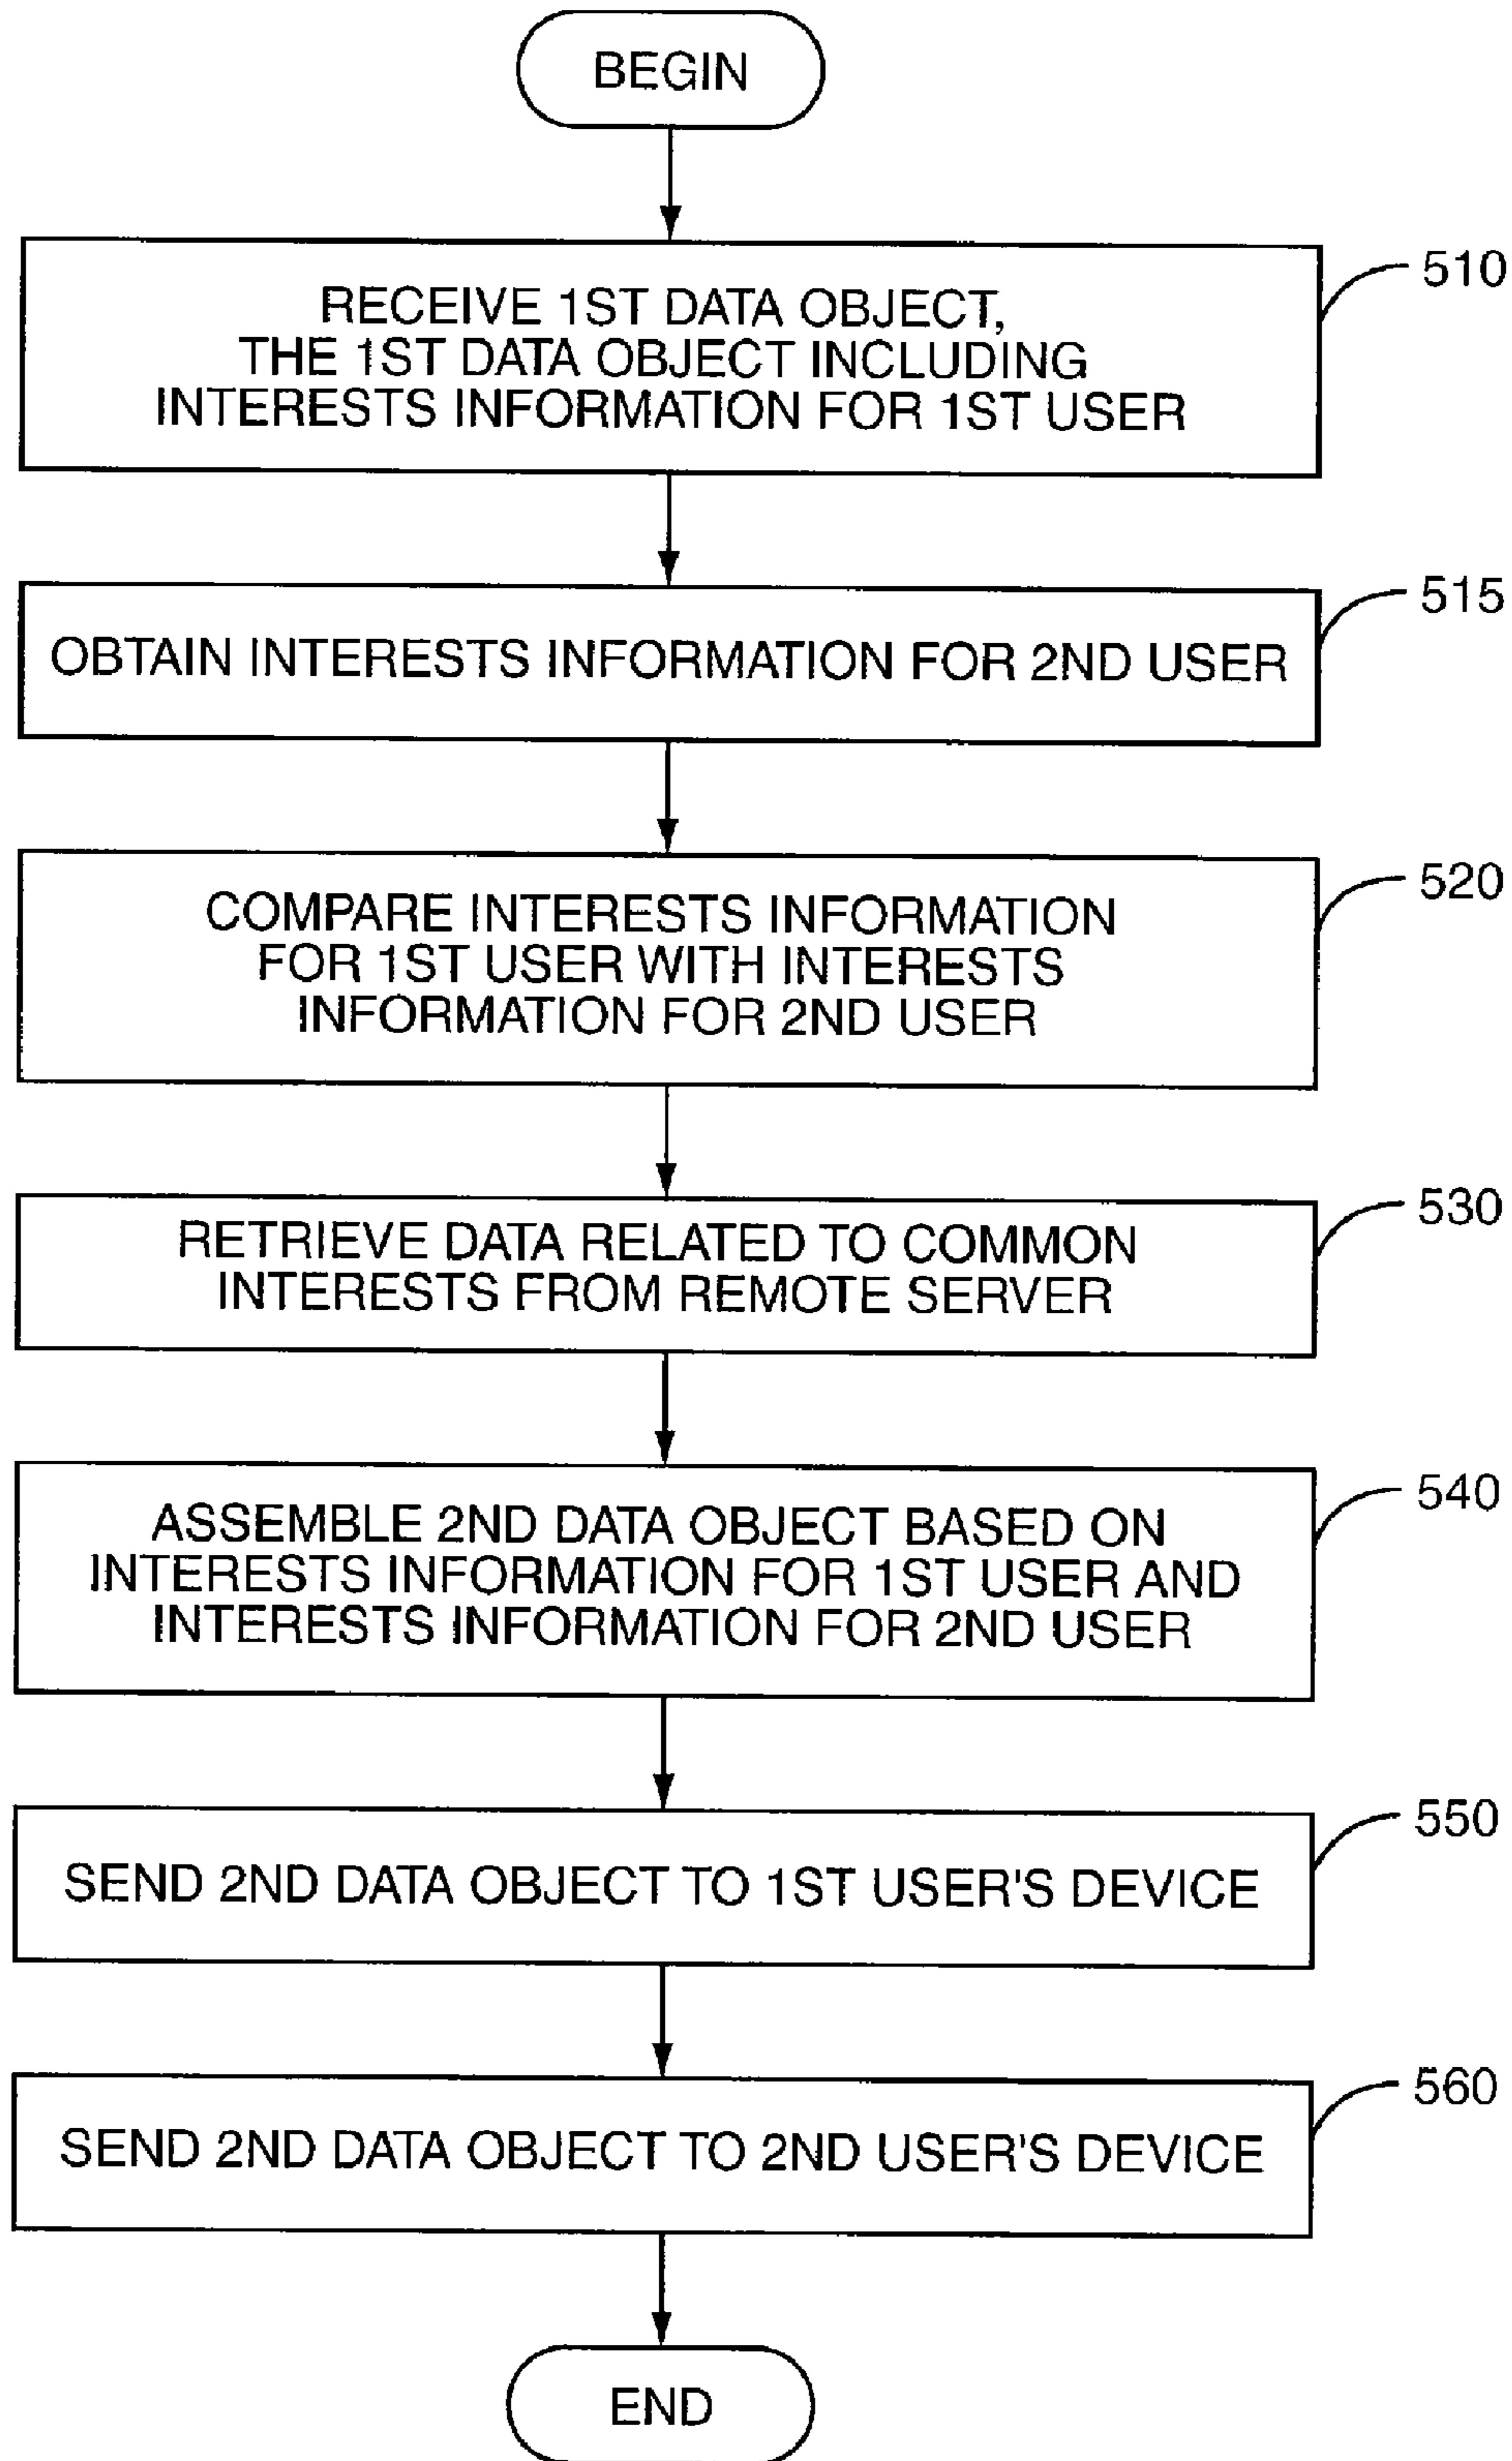 BEGIN
RECEIVE 1ST DATA OBJECT,
THE 1ST DATA OBJECT INCLUDING
INTERESTS INFORMATION FOR 1ST USER
510
OBTAIN INTERESTS INFORMATION FOR 2ND USER
515
COMPARE INTERESTS INFORMATION
FOR 1ST USER WITH INTERESTS
INFORMATION FOR 2ND USER
520
RETRIEVE DATA RELATED TO COMMON
INTERESTS FROM REMOTE SERVER
530
ASSEMBLE 2ND DATA OBJECT BASED ON
INTERESTS INFORMATION FOR 1ST USER AND
INTERESTS INFORMATION FOR 2ND USER
540
SEND 2ND DATA OBJECT TO 1ST USER'S DEVICE
550
SEND 2ND DATA OBJECT TO 2ND USER'S DEVICE
560
END